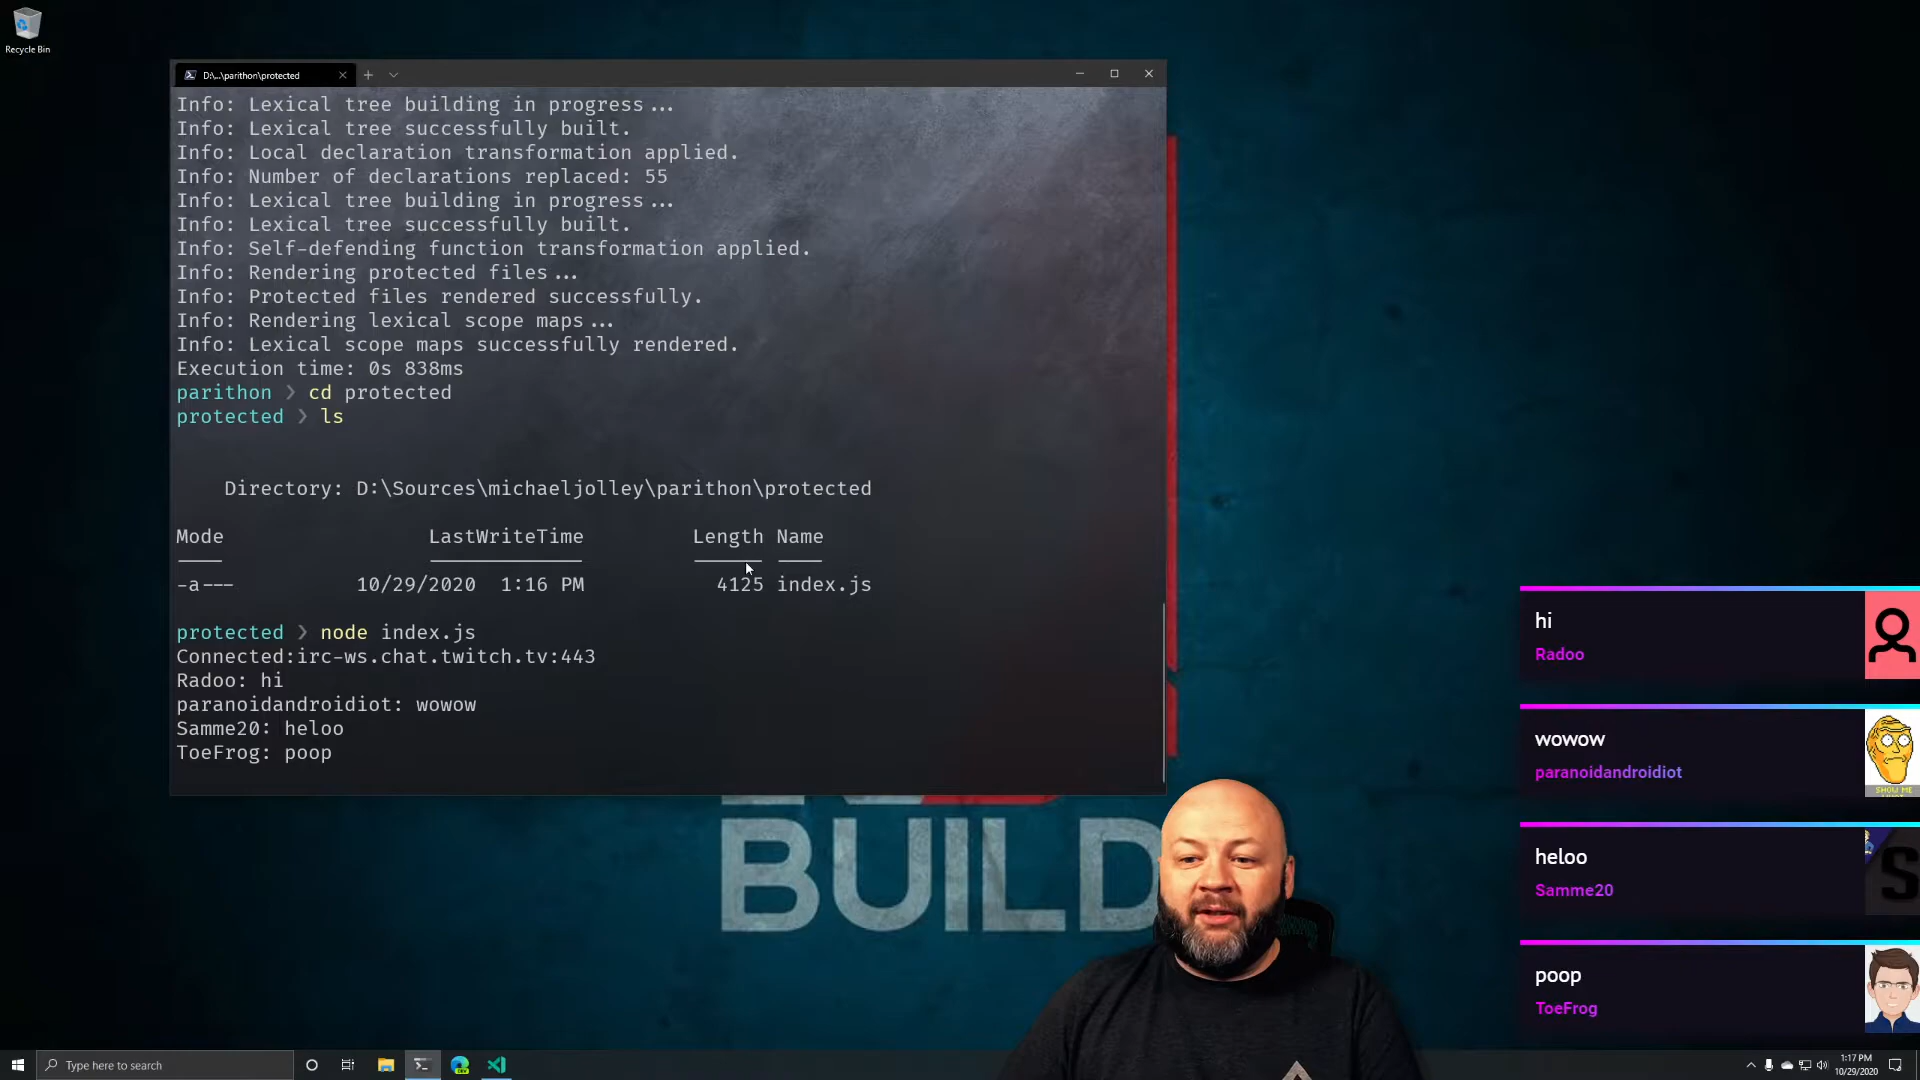 Recycle Bin
D:\...\parithon\protected
Info: Lexical tree building in progress...
Info: Lexical tree successfully built.
Info: Local declaration transformation applied.
Info: Number of declarations replaced: 55
Info: Lexical tree building in progress...
Info: Lexical tree successfully built.
Info: Self-defending function transformation applied.
Info: Rendering protected files...
Info: Protected files rendered successfully.
Info: Rendering lexical scope maps...
Info: Lexical scope maps successfully rendered.
Execution time: 0s 838ms
parithon ❯ cd protected
protected ❯ ls
Directory: D:\Sources\michaeljolley\parithon\protected
Mode LastWriteTime Length Name
-a--- 10/29/2020 1:16 PM 4125 index.js
protected ❯ node index.js
Connected:irc-ws.chat.twitch.tv:443
Radoo: hi
paranoidandroidiot: wowow
Samme20: heloo
ToeFrog: poop
BUILD
hi
Radoo
wowow
paranoidandroidiot
SHOW ME
heloo
Samme20
S
poop
ToeFrog
Type here to search
1:17 PM
10/29/2020